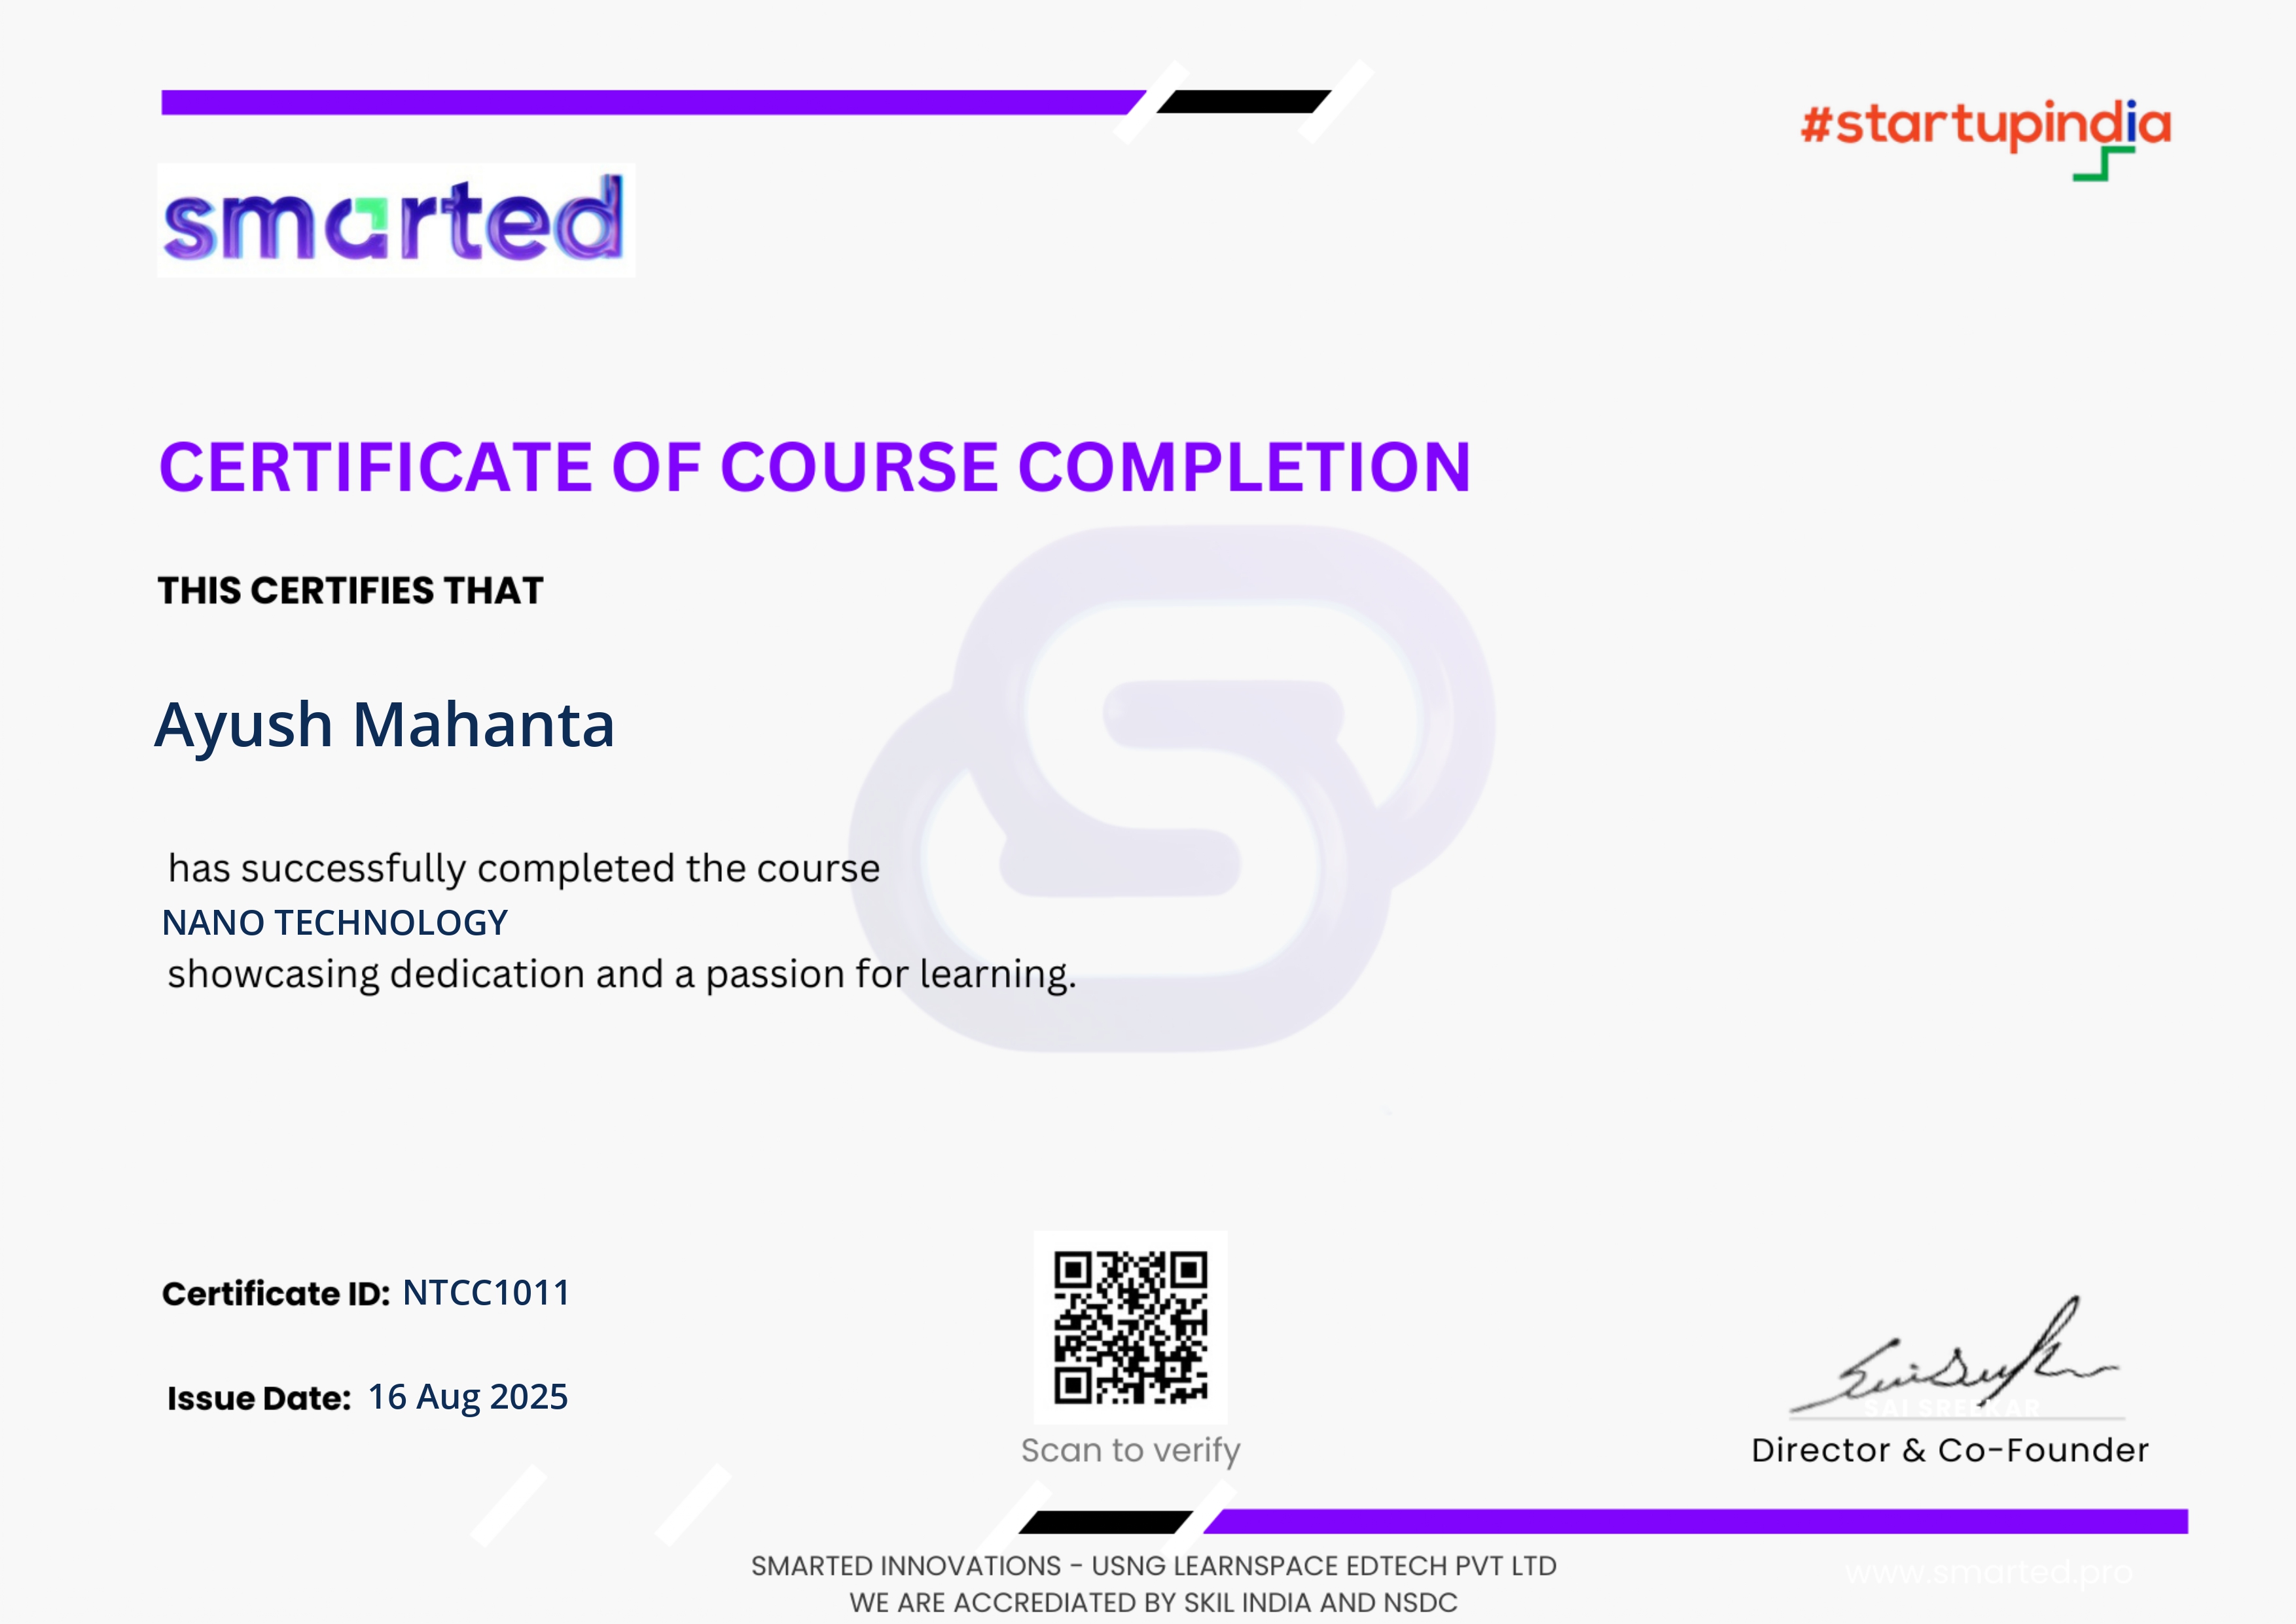 #startupindia
smarted
CERTIFICATE OF COURSE COMPLETION
THIS CERTIFIES THAT
Ayush Mahanta
has successfully completed the course
NANO TECHNOLOGY
showcasing dedication and a passion for learning.
Certificate ID: NTCC1011
Issue Date: 16 Aug 2025
Scan to verify
SAI SREEKAR
Director & Co-Founder
SMARTED INNOVATIONS - USNG LEARNSPACE EDTECH PVT LTD
WE ARE ACCREDIATED BY SKIL INDIA AND NSDC
www.smarted.pro